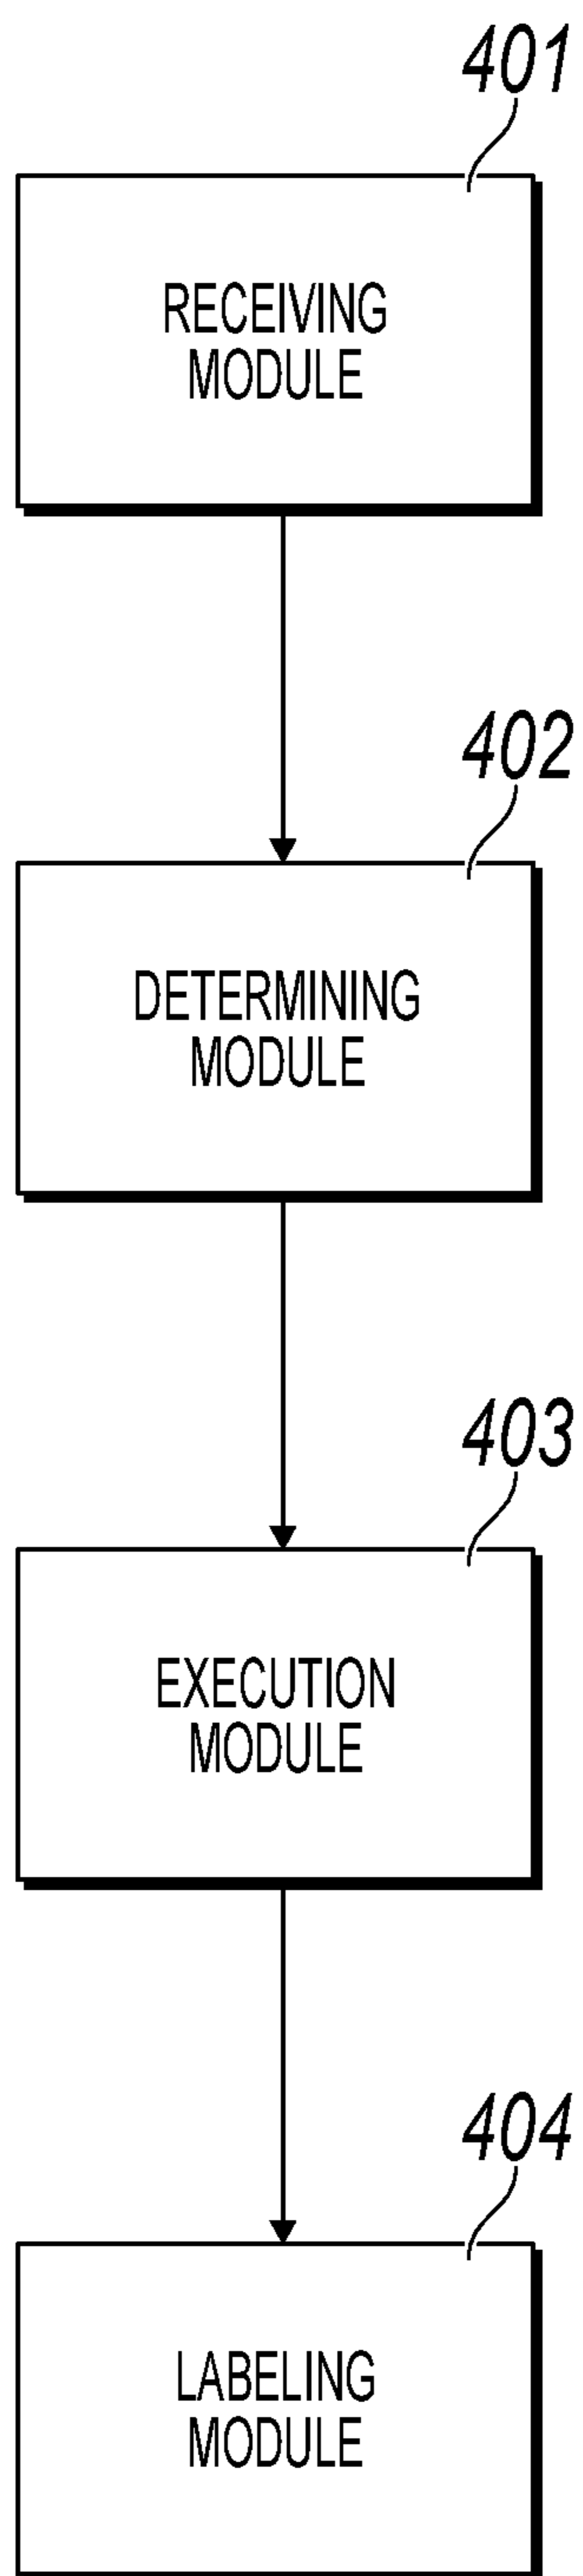 401
RECEIVING
MODULE
402
DETERMINING
MODULE
403
EXECUTION
MODULE
404
LABELING
MODULE